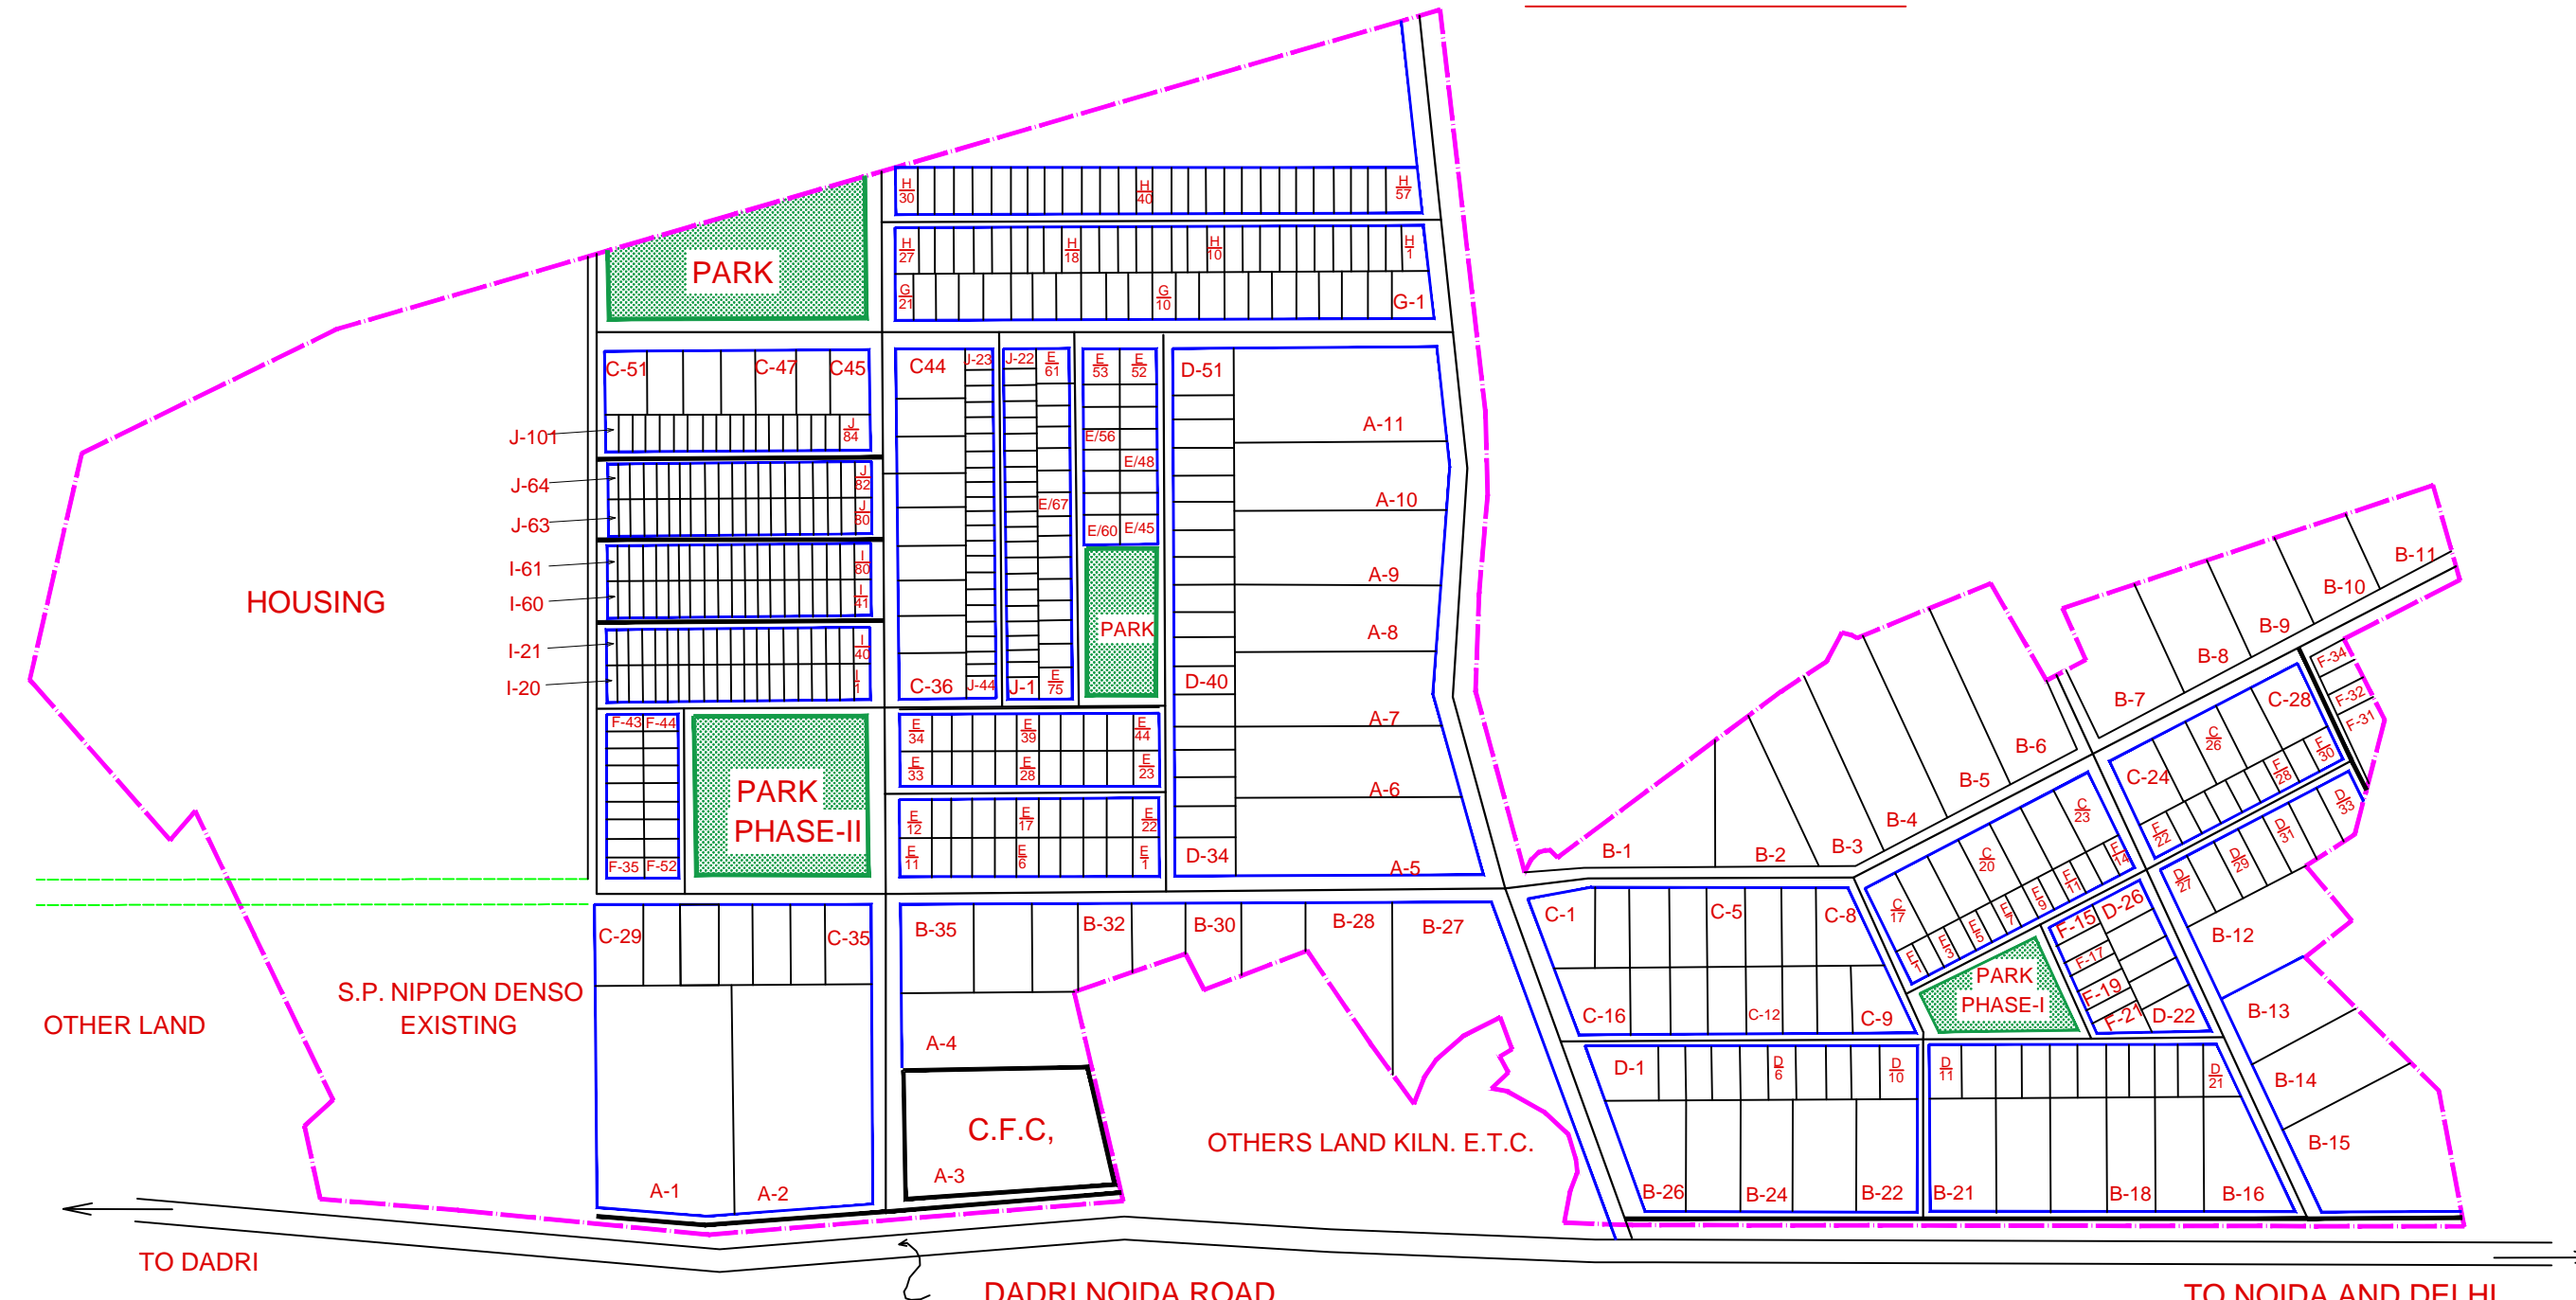 H
30
H
40
H
57
H
27
H
18
H
10
H
1
G
21
G
10
G-1
PARK
C-51
C-47
C45
J-101
J
84
J-64
J
82
J-63
J
80
I-61
I
80
I-60
I
41
I-21
I
40
I-20
I
1
C44
J-23
J-22
E
61
E
53
E
52
E/56
E/48
E/67
E/60
E/45
PARK
C-36
J-44
J-1
E
75
D-51
D-40
D-34
A-11
A-10
A-9
A-8
A-7
A-6
A-5
HOUSING
F-43
F-44
F-35
F-52
PARK
PHASE-II
E
34
E
39
E
44
E
33
E
28
E
23
E
12
E
17
E
22
E
11
E
6
E
1
C-29
C-35
S.P. NIPPON DENSO
EXISTING
OTHER LAND
A-1
A-2
B-35
B-32
B-30
B-28
B-27
A-4
C.F.C,
A-3
OTHERS LAND KILN. E.T.C.
B-1
B-2
B-3
B-4
B-5
B-6
B-7
B-8
B-9
B-10
B-11
F-34
F-32
F-31
C-28
C
26
C-24
F
30
F
28
F
22
C
23
C
20
C
17
F
14
F
11
F
9
F
7
F
5
F
3
F
1
D
33
D
31
D
29
D
27
F-15
D-26
F-17
F-19
F-21
D-22
PARK
PHASE-I
B-12
B-13
B-14
B-15
C-1
C-5
C-8
C-16
C-12
C-9
D-1
D
6
D
10
D
11
D
21
B-26
B-24
B-22
B-21
B-18
B-16
TO DADRI
DADRI NOIDA ROAD
TO NOIDA AND DELHI